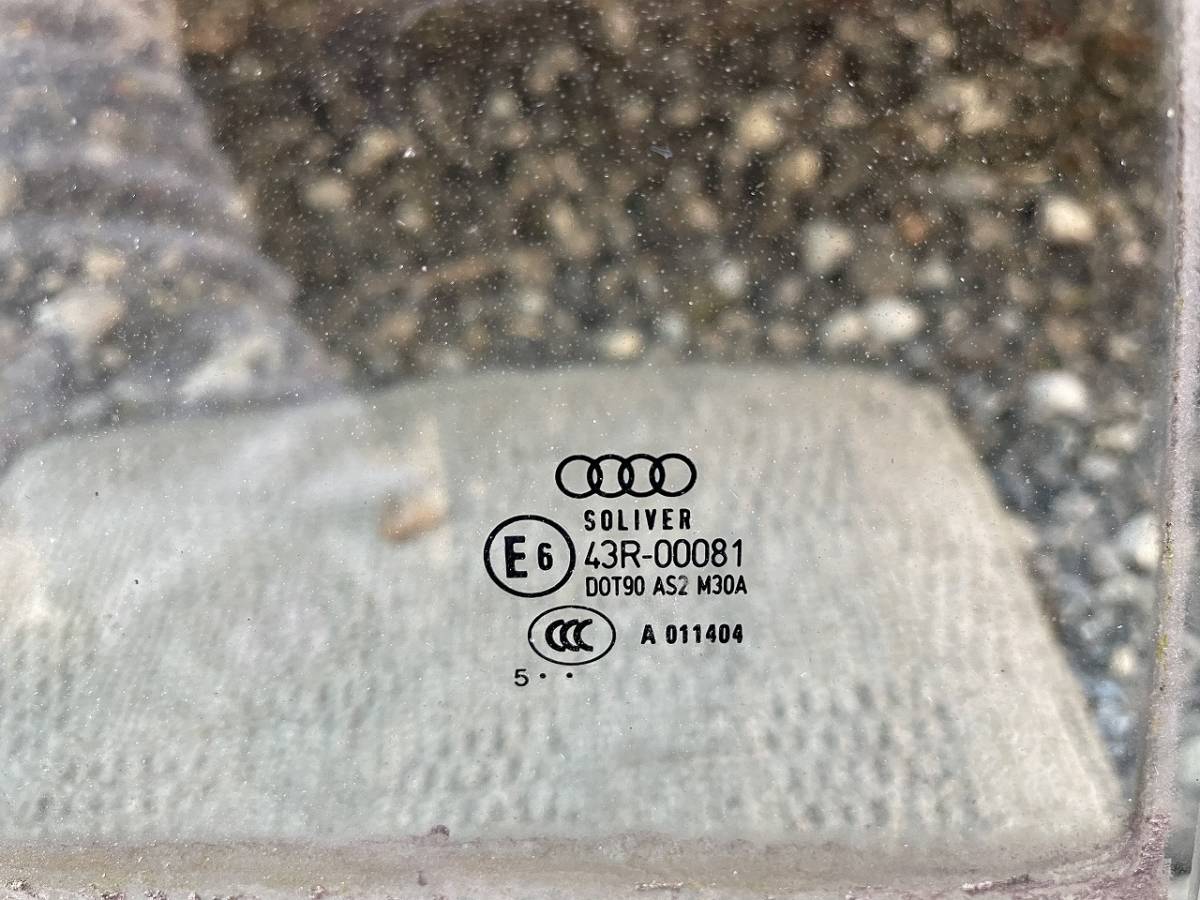 SOLIVER
E6 43R-00081
DOT90 AS2 M30A
CCC A 011404
5··